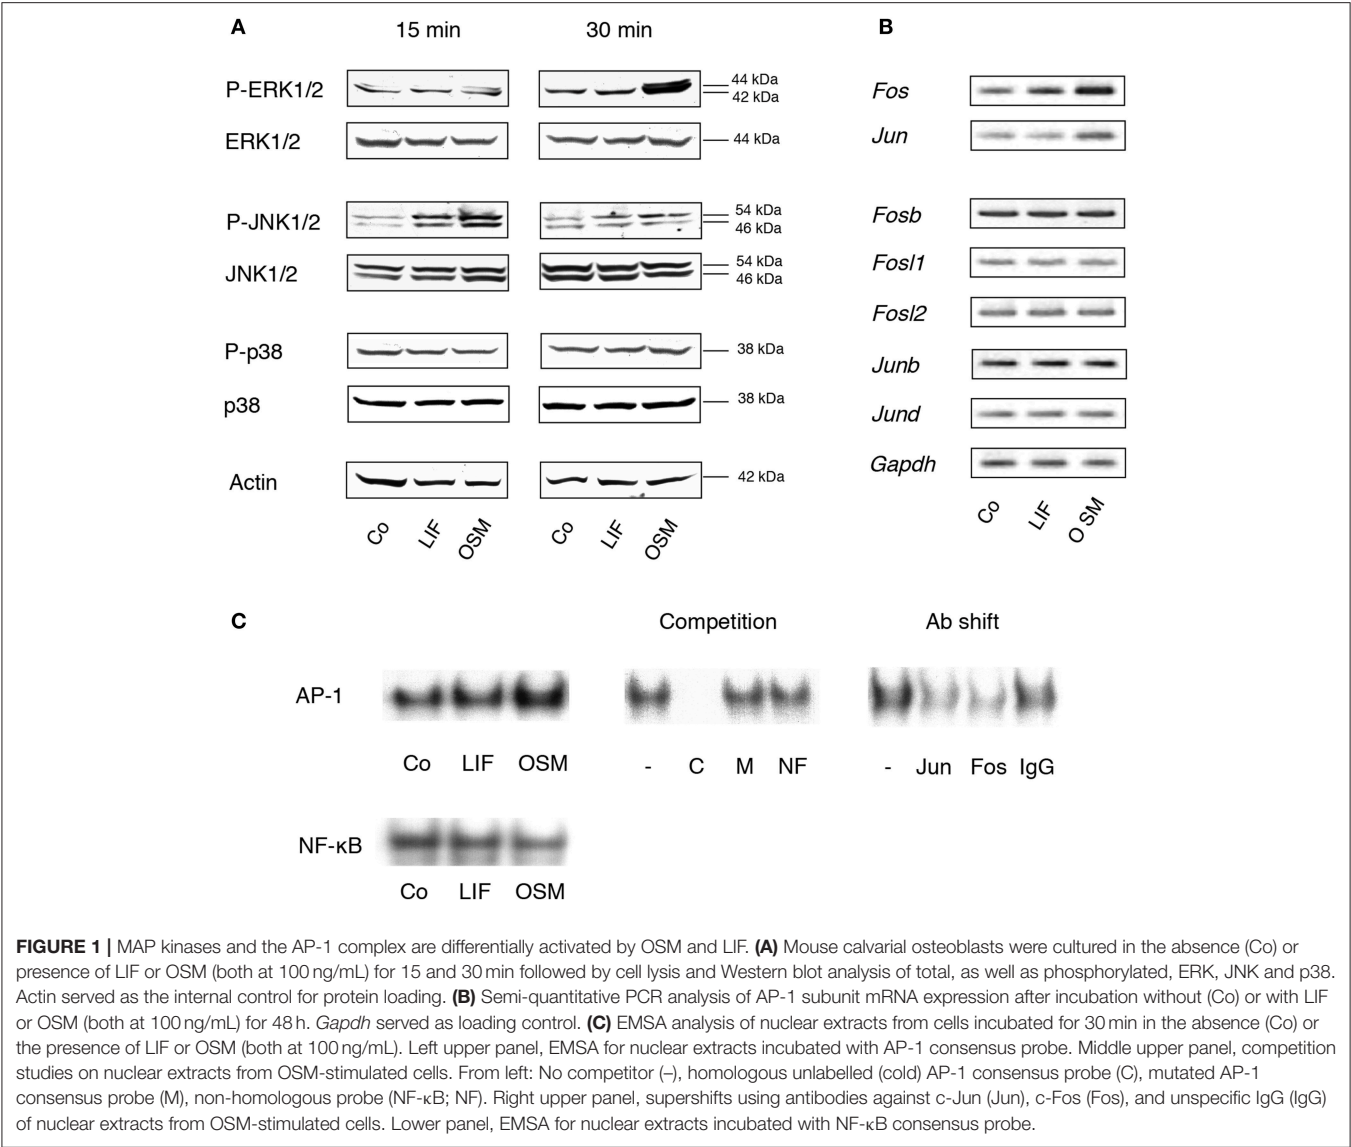 A
15 min
30 min
P-ERK1/2
44 kDa
42 kDa
ERK1/2
44 kDa
P-JNK1/2
54 kDa
46 kDa
JNK1/2
54 kDa
46 kDa
P-p38
38 kDa
p38
38 kDa
Actin
42 kDa
Co LIF OSM Co LIF OSM
B
Fos
Jun
Fosb
Fosl1
Fosl2
Junb
Jund
Gapdh
Co LIF O SM
C
Competition
Ab shift
AP-1
Co LIF OSM - C M NF - Jun Fos IgG
NF-κB
Co LIF OSM
FIGURE 1 | MAP kinases and the AP-1 complex are differentially activated by OSM and LIF. (A) Mouse calvarial osteoblasts were cultured in the absence (Co) or
presence of LIF or OSM (both at 100 ng/mL) for 15 and 30 min followed by cell lysis and Western blot analysis of total, as well as phosphorylated, ERK, JNK and p38.
Actin served as the internal control for protein loading. (B) Semi-quantitative PCR analysis of AP-1 subunit mRNA expression after incubation without (Co) or with LIF
or OSM (both at 100 ng/mL) for 48 h. Gapdh served as loading control. (C) EMSA analysis of nuclear extracts from cells incubated for 30 min in the absence (Co) or
the presence of LIF or OSM (both at 100 ng/mL). Left upper panel, EMSA for nuclear extracts incubated with AP-1 consensus probe. Middle upper panel, competition
studies on nuclear extracts from OSM-stimulated cells. From left: No competitor (–), homologous unlabelled (cold) AP-1 consensus probe (C), mutated AP-1
consensus probe (M), non-homologous probe (NF-κB; NF). Right upper panel, supershifts using antibodies against c-Jun (Jun), c-Fos (Fos), and unspecific IgG (IgG)
of nuclear extracts from OSM-stimulated cells. Lower panel, EMSA for nuclear extracts incubated with NF-κB consensus probe.